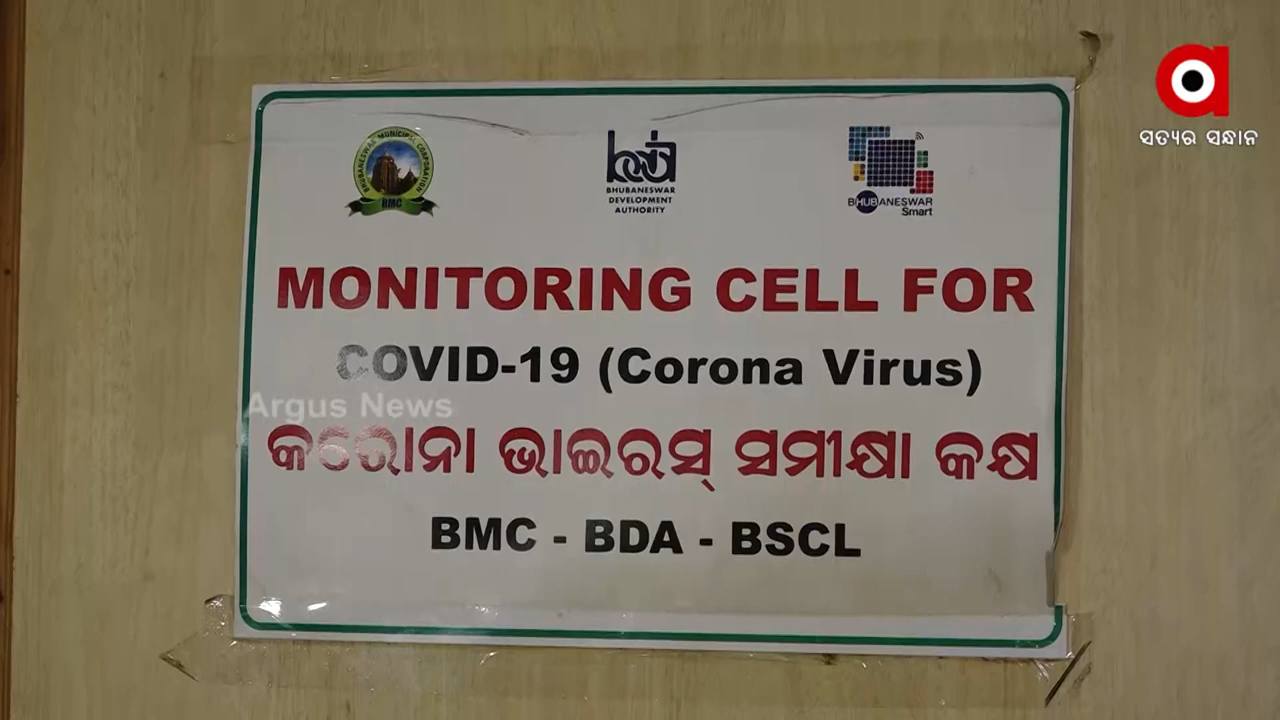 ସତ୍ୟର ସନ୍ଧାନ
BHUBANESWAR MUNICIPAL CORPORATION
BMC
bda
BHUBANESWAR
DEVELOPMENT
AUTHORITY
BHUBANESWAR
Smart
MONITORING CELL FOR
COVID-19 (Corona Virus)
Argus News
କରୋନା ଭାଇରସ୍ ସମୀକ୍ଷା କକ୍ଷ
BMC - BDA - BSCL